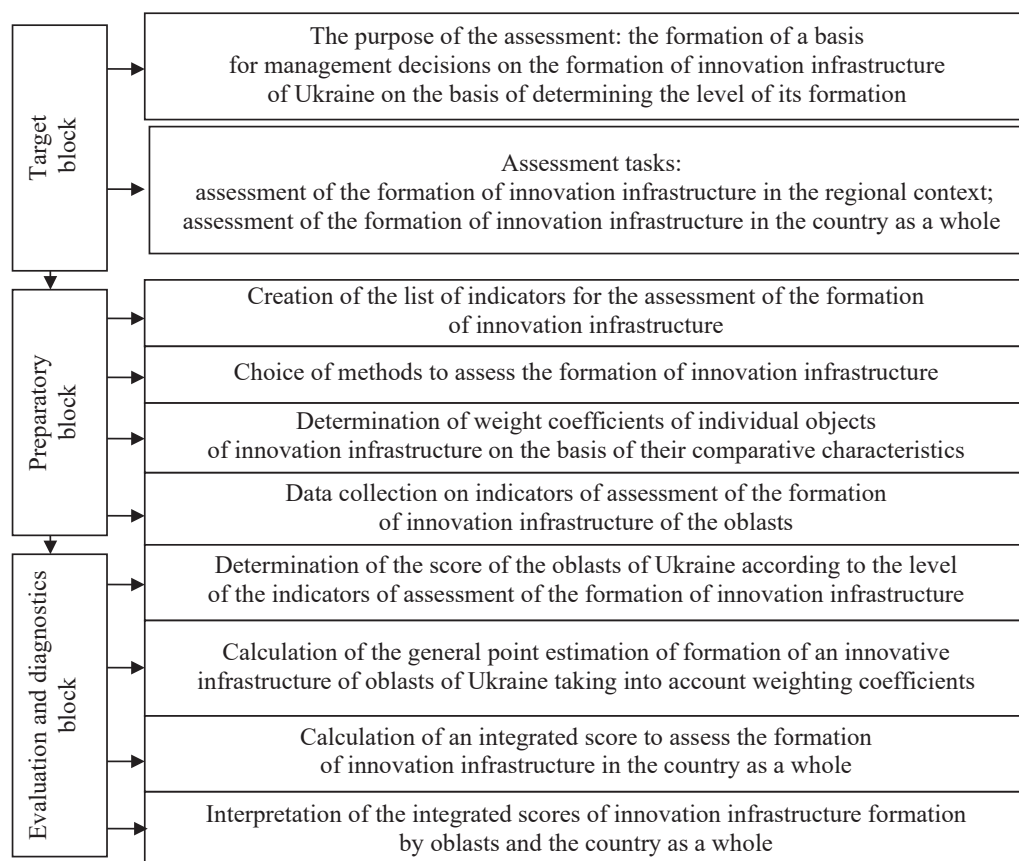 Target
block
The purpose of the assessment: the formation of a basis
for management decisions on the formation of innovation infrastructure
of Ukraine on the basis of determining the level of its formation
Assessment tasks:
assessment of the formation of innovation infrastructure in the regional context;
assessment of the formation of innovation infrastructure in the country as a whole
Preparatory
block
Creation of the list of indicators for the assessment of the formation
of innovation infrastructure
Choice of methods to assess the formation of innovation infrastructure
Determination of weight coefficients of individual objects
of innovation infrastructure on the basis of their comparative characteristics
Data collection on indicators of assessment of the formation
of innovation infrastructure of the oblasts
Evaluation and diagnostics
block
Determination of the score of the oblasts of Ukraine according to the level
of the indicators of assessment of the formation of innovation infrastructure
Calculation of the general point estimation of formation of an innovative
infrastructure of oblasts of Ukraine taking into account weighting coefficients
Calculation of an integrated score to assess the formation
of innovation infrastructure in the country as a whole
Interpretation of the integrated scores of innovation infrastructure formation
by oblasts and the country as a whole